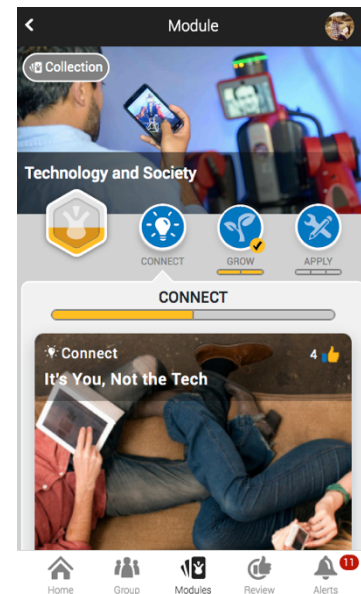 Module
Collection
Technology and Society
CONNECT
GROW
APPLY
CONNECT
Connect
4
It's You, Not the Tech
11
Home
Group
Modules
Review
Alerts